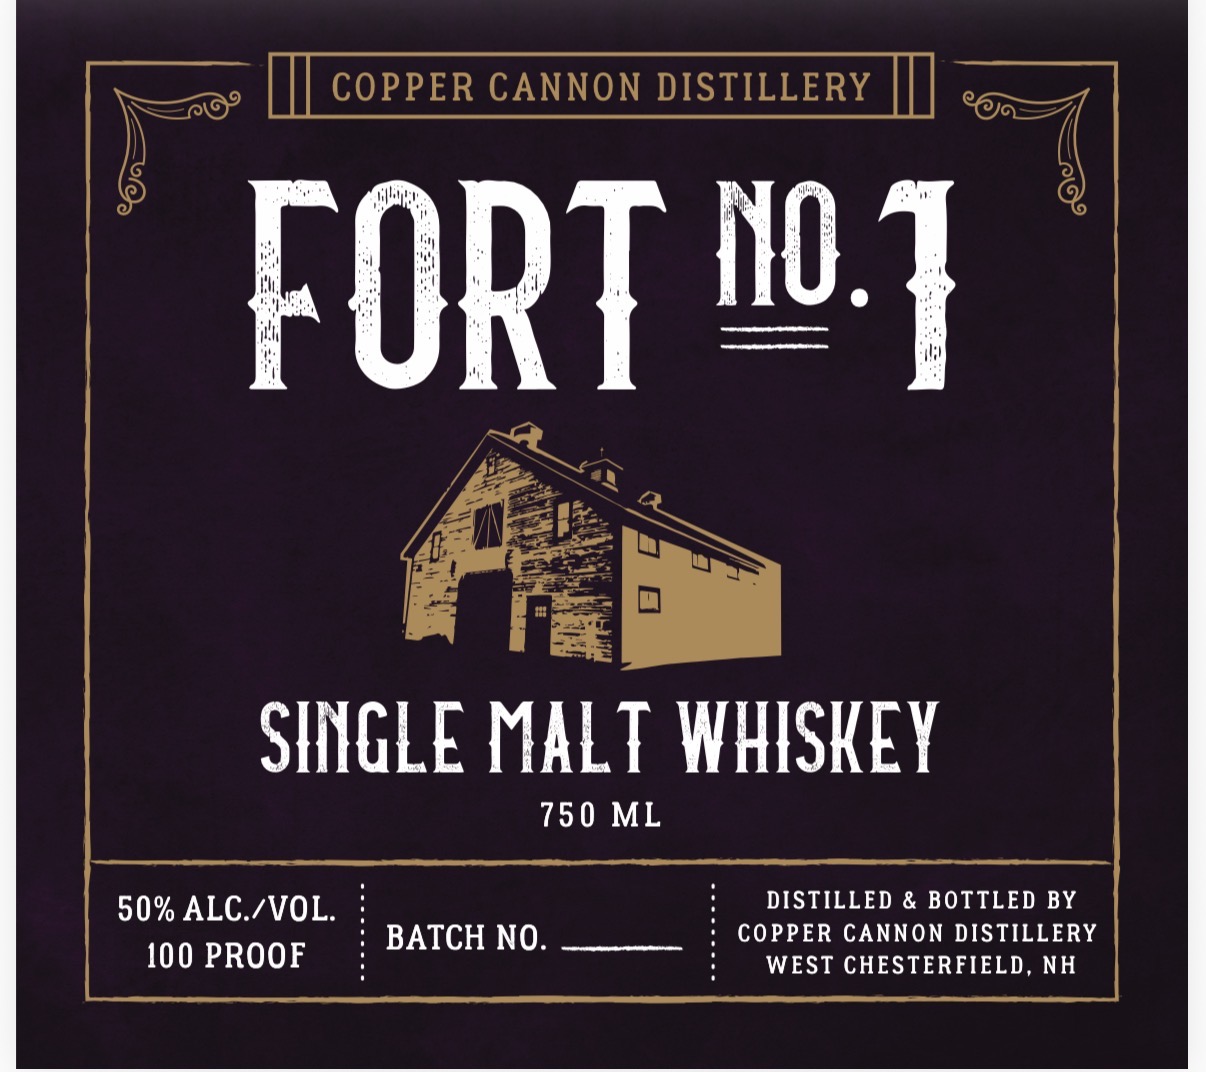 COPPER CANNON DISTILLERY
FORT NO. 1
SINGLE MALT WHISKEY
750 ML
50% ALC./VOL.
100 PROOF
BATCH NO. ______
DISTILLED & BOTTLED BY
COPPER CANNON DISTILLERY
WEST CHESTERFIELD, NH